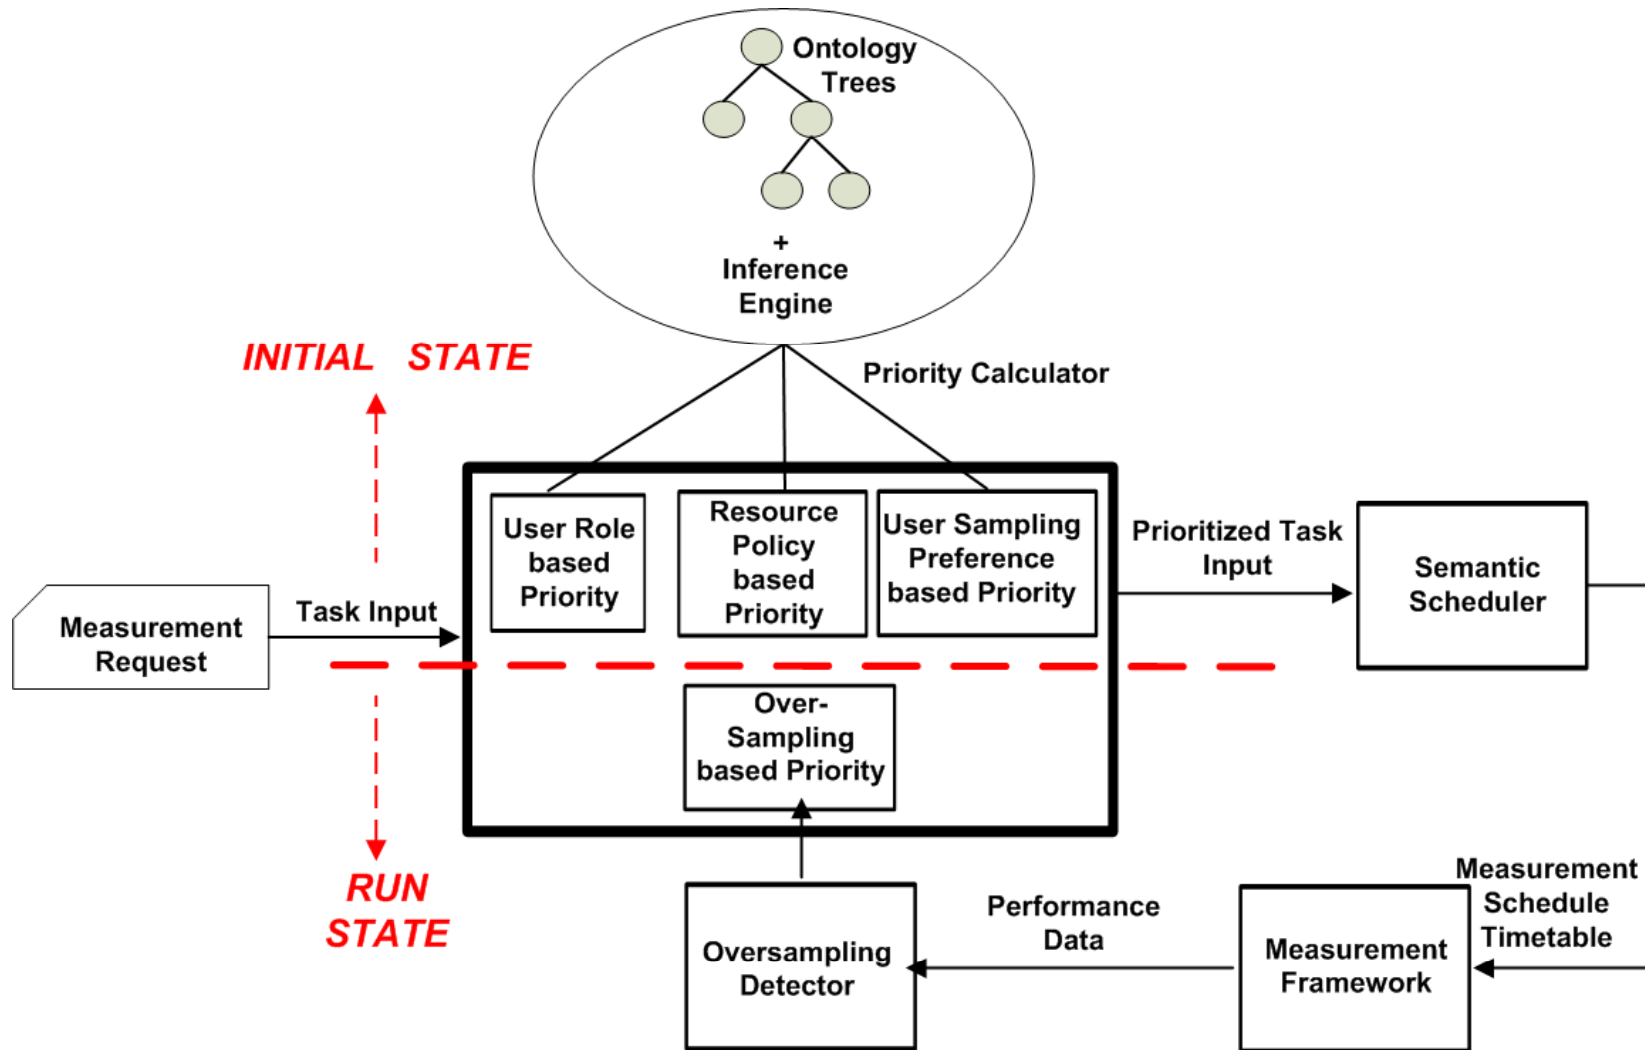 Ontology
Trees
+
Inference
Engine
INITIAL STATE
Priority Calculator
User Role
based
Priority
Resource
Policy
based
Priority
User Sampling
Preference
based Priority
Prioritized Task
Input
Semantic
Scheduler
Measurement
Request
Task Input
Over-
Sampling
based Priority
RUN
STATE
Oversampling
Detector
Performance
Data
Measurement
Framework
Measurement
Schedule
Timetable